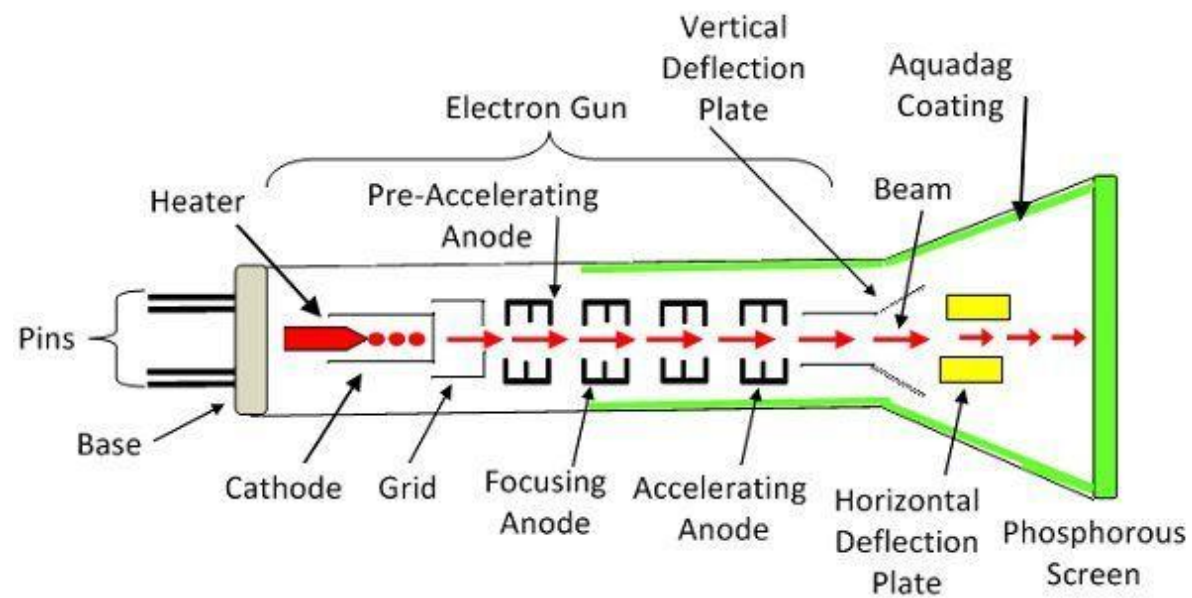 Vertical
Deflection
Plate
Aquadag
Coating
Electron Gun
Heater
Pre-Accelerating
Anode
Beam
Pins
Base
Cathode
Grid
Focusing
Anode
Accelerating
Anode
Horizontal
Deflection
Plate
Phosphorous
Screen